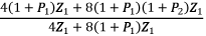 4(1 + P₁)Z₁ + 8(1 + P₁)(1 + P₂)Z₁
4Z₁ + 8(1 + P₁)Z₁